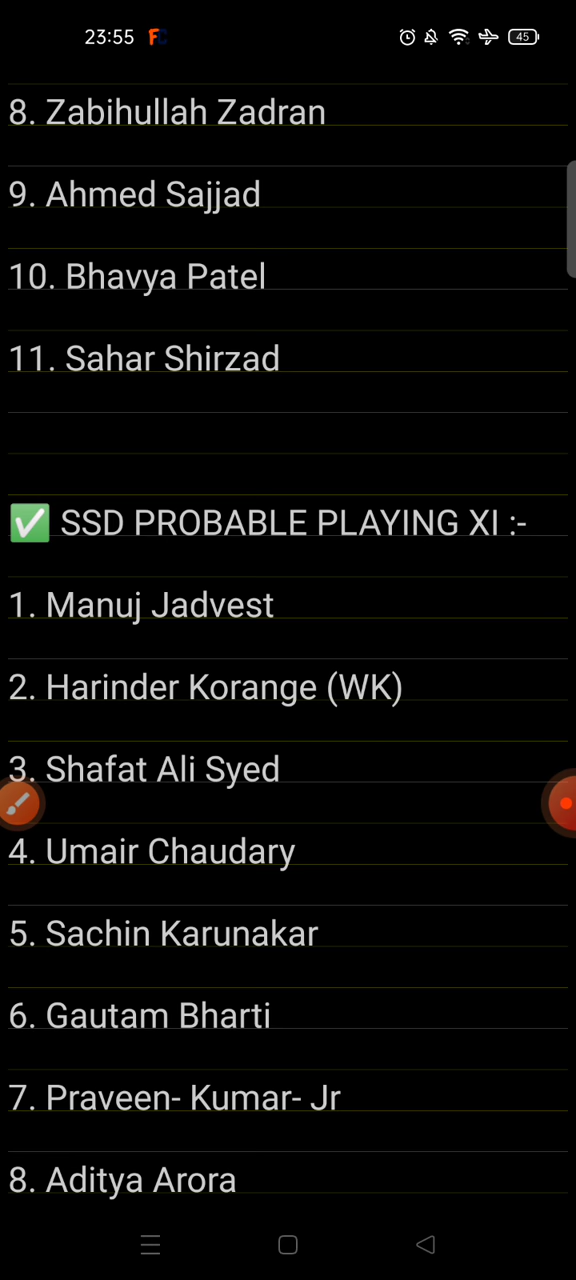 23:55 FC 45
8. Zabihullah Zadran
9. Ahmed Sajjad
10. Bhavya Patel
11. Sahar Shirzad
✅ SSD PROBABLE PLAYING XI :-
1. Manuj Jadvest
2. Harinder Korange (WK)
3. Shafat Ali Syed
4. Umair Chaudary
5. Sachin Karunakar
6. Gautam Bharti
7. Praveen- Kumar- Jr
8. Aditya Arora